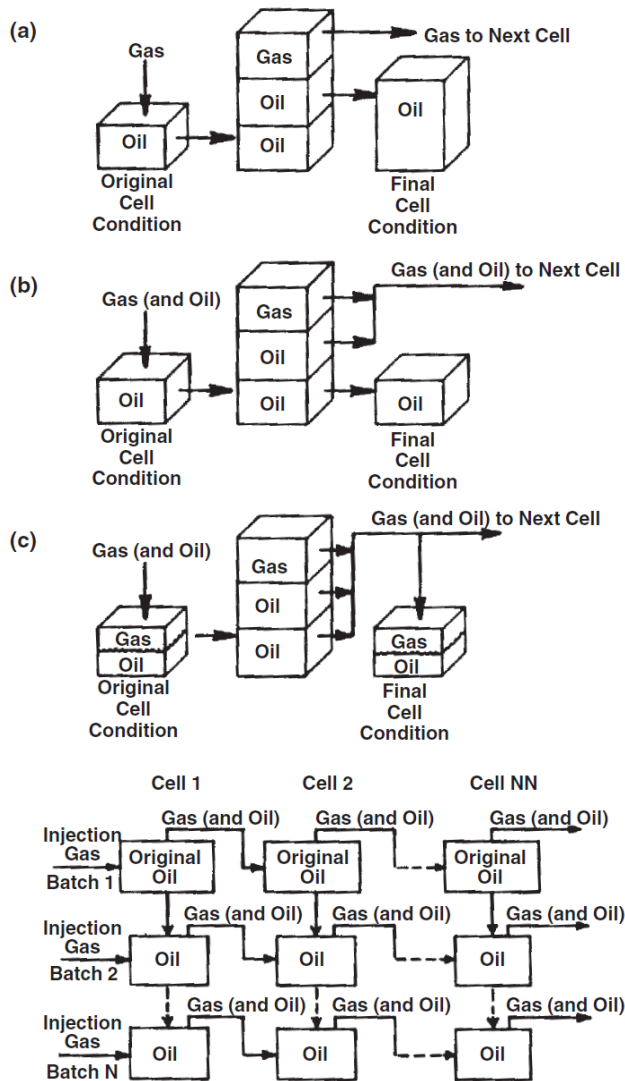 (a)
Gas
Gas to Next Cell
Gas
Oil
Oil
Oil
Oil
Original
Cell
Condition
Final
Cell
Condition
(b)
Gas (and Oil)
Gas (and Oil) to Next Cell
Gas
Oil
Oil
Oil
Oil
Original
Cell
Condition
Final
Cell
Condition
(c)
Gas (and Oil)
Gas (and Oil) to Next Cell
Gas
Oil
Gas
Oil
Oil
Gas
Oil
Original
Cell
Condition
Final
Cell
Condition
Cell 1
Cell 2
Cell NN
Gas (and Oil)
Gas (and Oil)
Gas (and Oil)
Injection
Gas
Batch 1
Original
Oil
Original
Oil
Original
Oil
Gas (and Oil)
Gas (and Oil)
Gas (and Oil)
Injection
Gas
Batch 2
Oil
Oil
Oil
Gas (and Oil)
Gas (and Oil)
Gas (and Oil)
Injection
Gas
Batch N
Oil
Oil
Oil